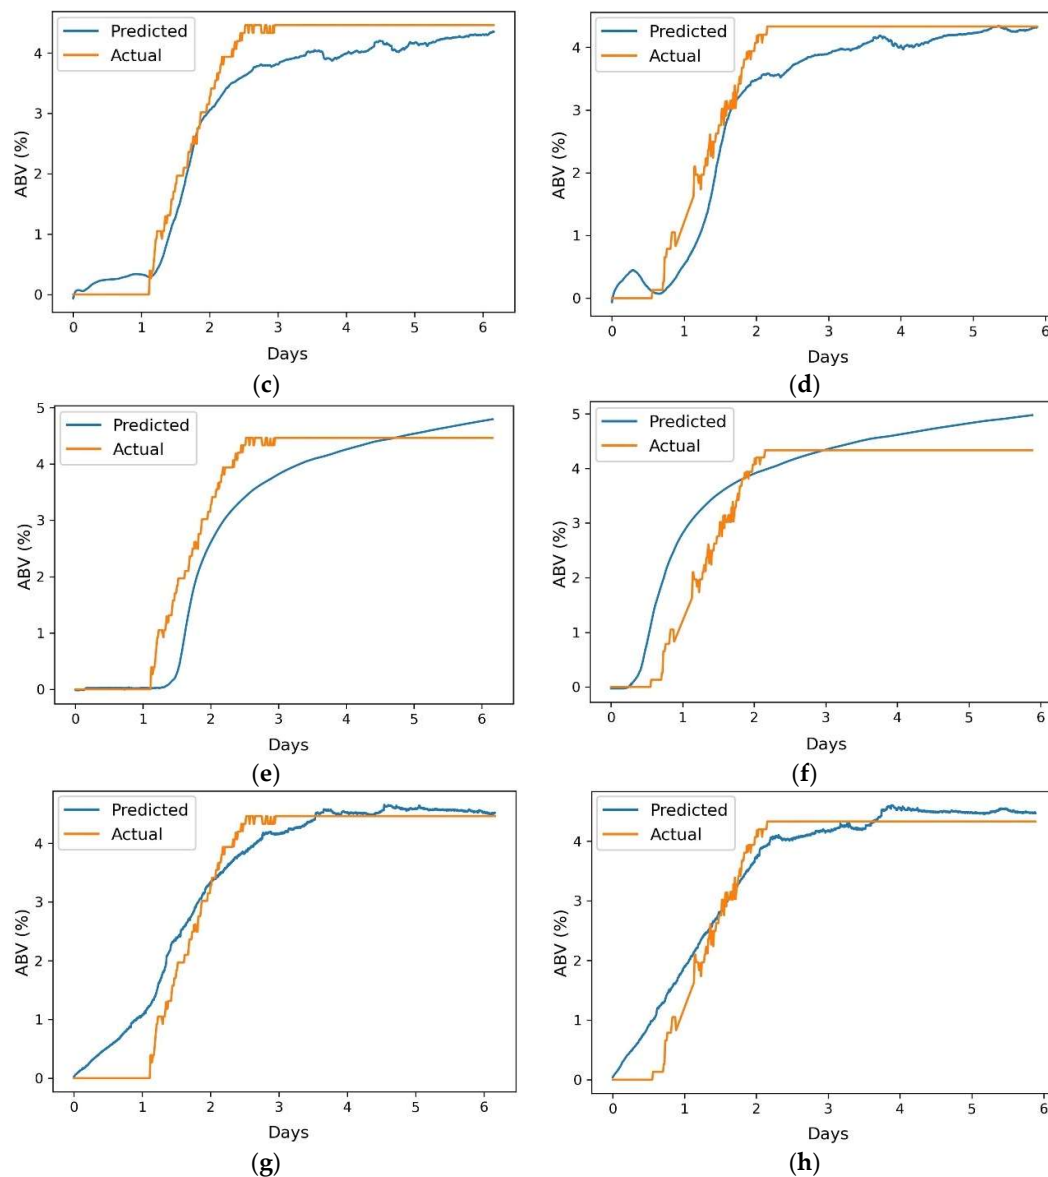 Predicted
Actual
4
3
2
1
0
ABV (%)
0 1 2 3 4 5 6
Days
(c)
Predicted
Actual
4
3
2
1
0
ABV (%)
0 1 2 3 4 5 6
Days
(d)
Predicted
Actual
5
4
3
2
1
0
ABV (%)
0 1 2 3 4 5 6
Days
(e)
Predicted
Actual
5
4
3
2
1
0
ABV (%)
0 1 2 3 4 5 6
Days
(f)
Predicted
Actual
4
3
2
1
0
ABV (%)
0 1 2 3 4 5 6
Days
(g)
Predicted
Actual
4
3
2
1
0
ABV (%)
0 1 2 3 4 5 6
Days
(h)